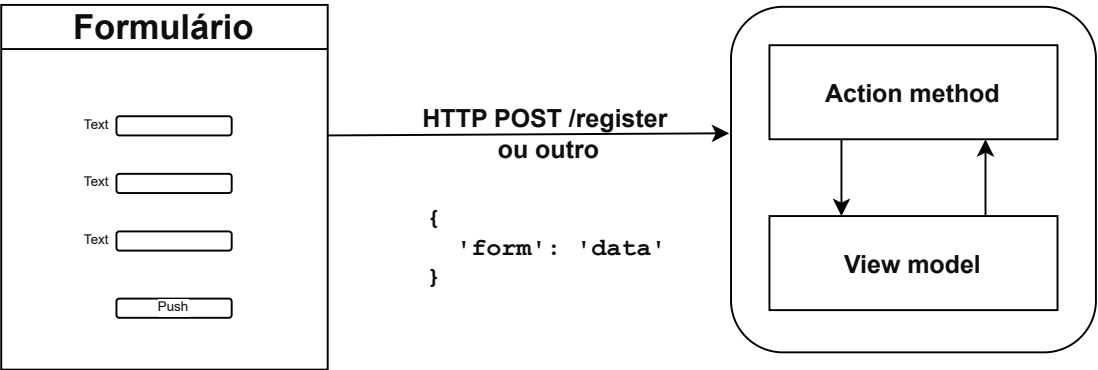 Formulário
Text
Text
Text
Push
HTTP POST /register
ou outro
{
'form': 'data'
}
Action method
View model